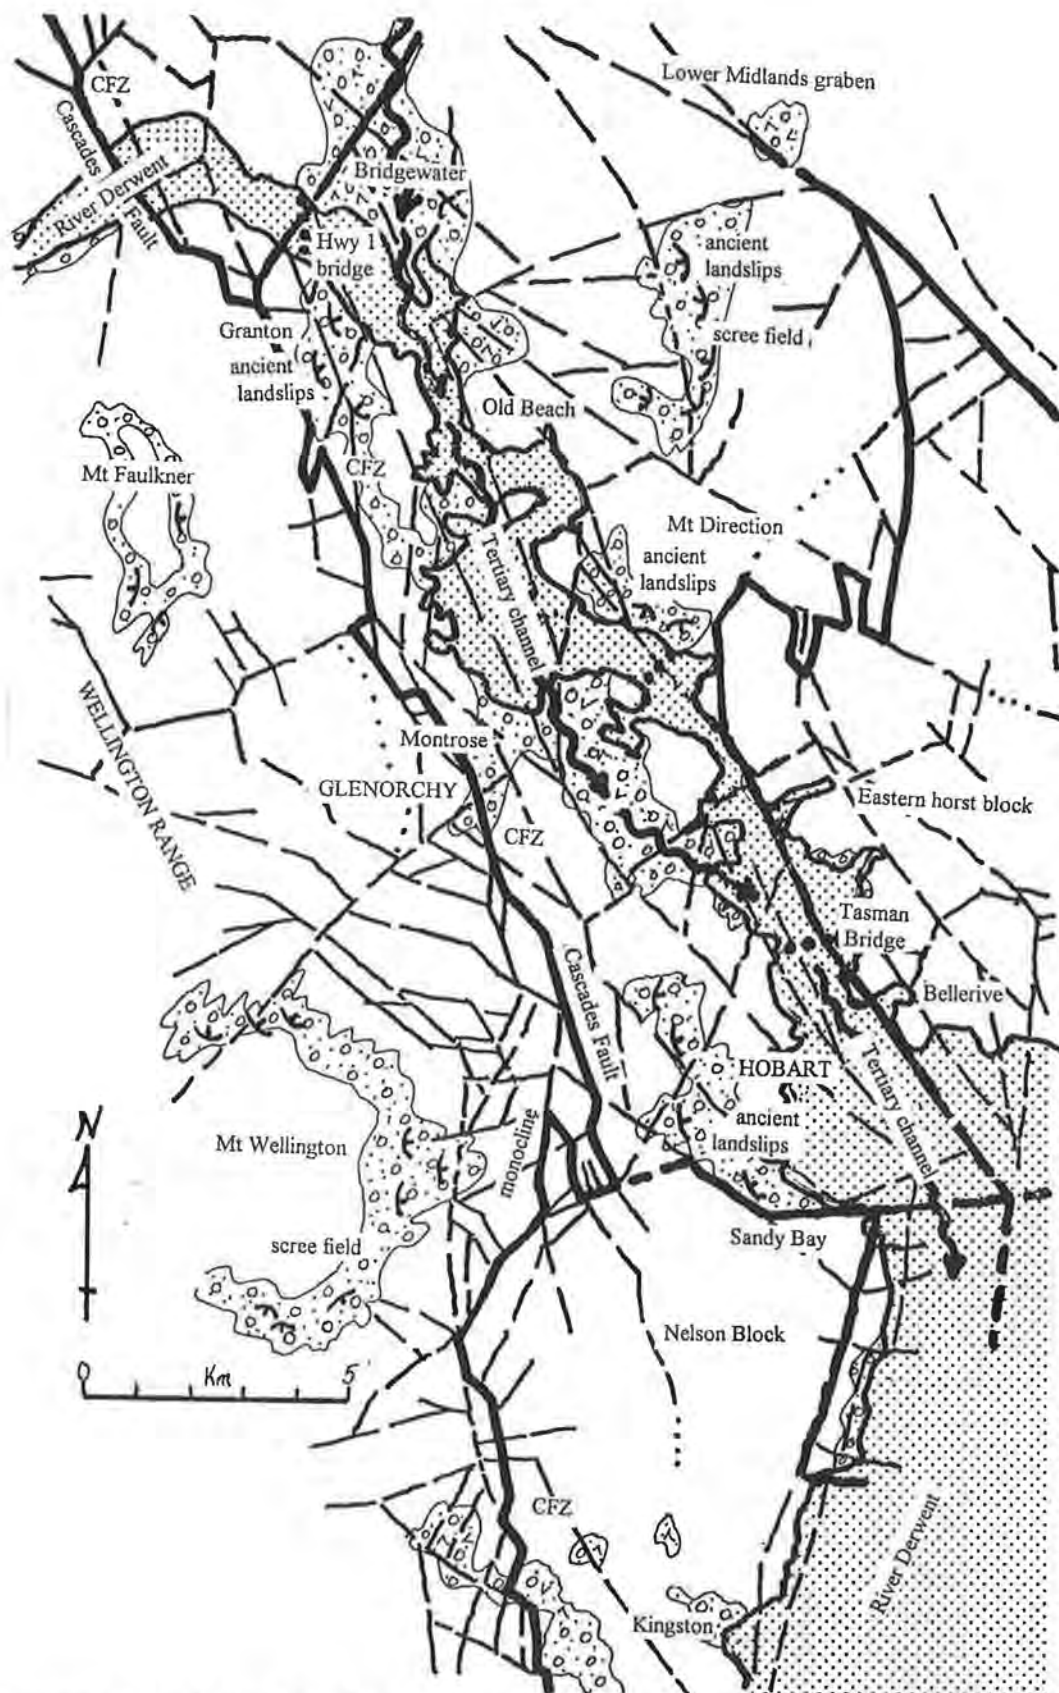 Lower Midlands graben
CFZ
Cascades
Fault
River Derwent
Bridgewater
Hwy 1
bridge
ancient
landslips
scree field
Granton
ancient
landslips
Old Beach
CFZ
Mt Faulkner
Mt Direction
ancient
landslips
Tertiary channel
WELLINGTON RANGE
Montrose
GLENORCHY
CFZ
Eastern horst block
Tasman
Bridge
Cascades Fault
Bellerive
HOBART
Tertiary channel
ancient
landslips
N
Mt Wellington
monocline
scree field
Sandy Bay
Nelson Block
0 Km 5
CFZ
River Derwent
Kingston